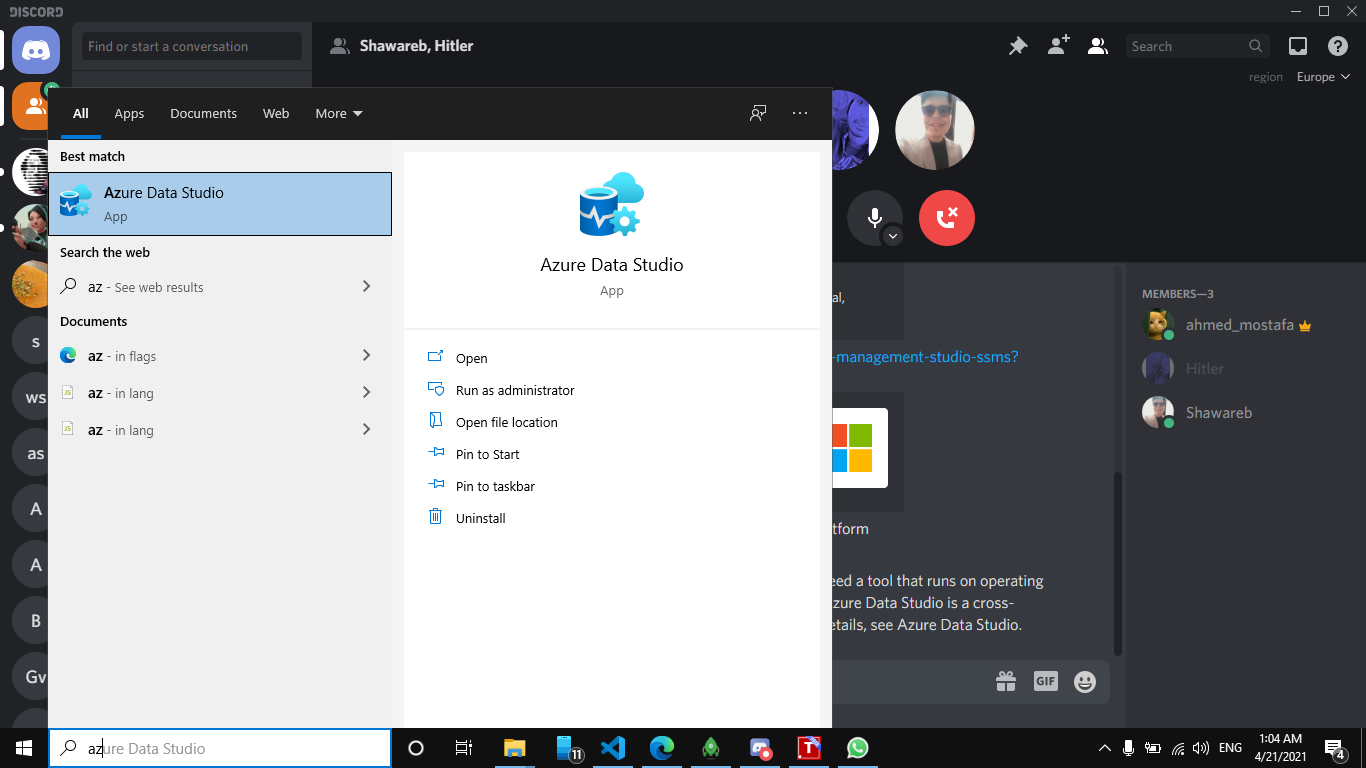 DISCORD
Find or start a conversation
Shawareb, Hitler
Search
region Europe
All Apps Documents Web More
Best match
Azure Data Studio
App
Search the web
az - See web results
Documents
az - in flags
az - in lang
az - in lang
Azure Data Studio
App
Open
Run as administrator
Open file location
Pin to Start
Pin to taskbar
Uninstall
s
ws
as
A
A
B
Gv
al,
-management-studio-ssms?
tform
eed a tool that runs on operating
zure Data Studio is a cross-
etails, see Azure Data Studio.
GIF
MEMBERS—3
ahmed_mostafa
Hitler
Shawareb
azure Data Studio
11
T
ENG
1:04 AM
4/21/2021
4